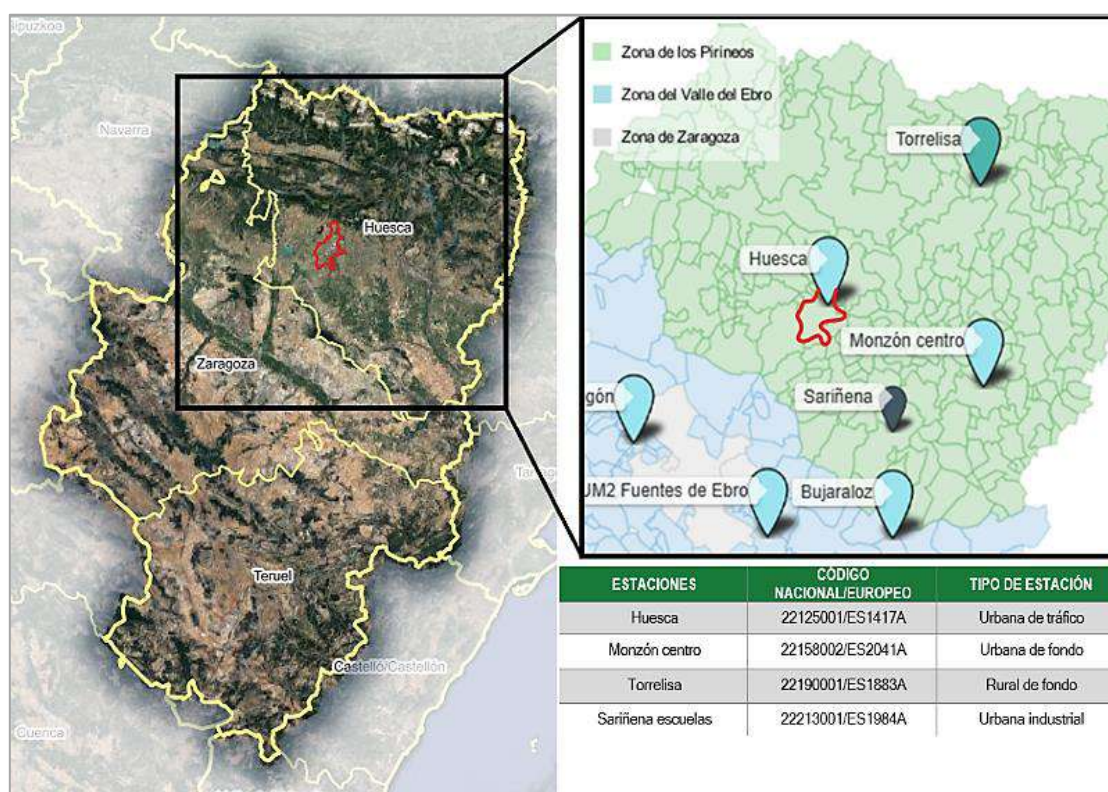 ipuzkoa
Navarra
Huesca
Zaragoza
Teruel
Castelló/Castellón
Cuenca
Zona de los Pirineos
Zona del Valle del Ebro
Zona de Zaragoza
Torrelisa
Huesca
Monzón centro
Sariñena
gón
JM2 Fuentes de Ebro
Bujaraloz
ESTACIONES
CÓDIGO
NACIONAL/EUROPEO
TIPO DE ESTACIÓN
Huesca
22125001/ES1417A
Urbana de tráfico
Monzón centro
22158002/ES2041A
Urbana de fondo
Torrelisa
22190001/ES1883A
Rural de fondo
Sariñena escuelas
22213001/ES1984A
Urbana industrial